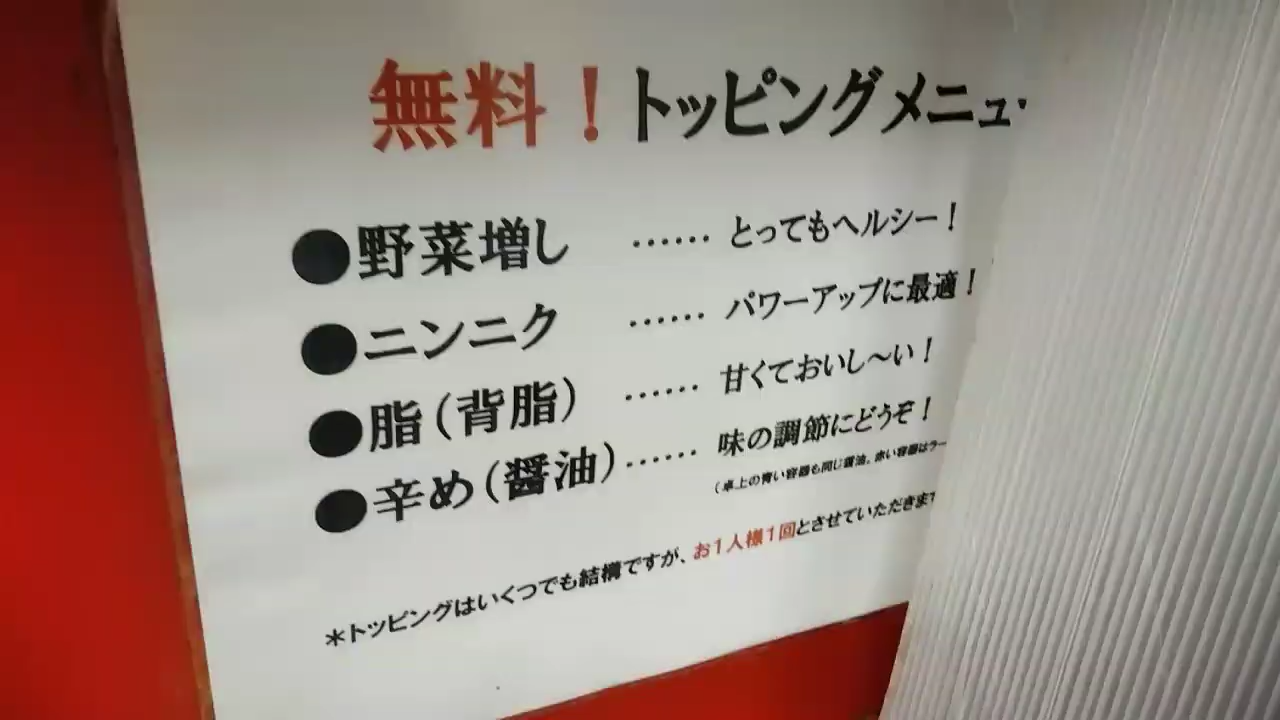 無料！トッピングメニュ
●野菜増し ……とってもヘルシー！
●ニンニク ……パワーアップに最適！
●脂(背脂) ……甘くておいし～い！
●辛め(醤油)……味の調節にどうぞ！
(卓上の青い容器も同じ醤油、赤い容器はラー
＊トッピングはいくつでも結構ですが、お1人様1回とさせていただきます